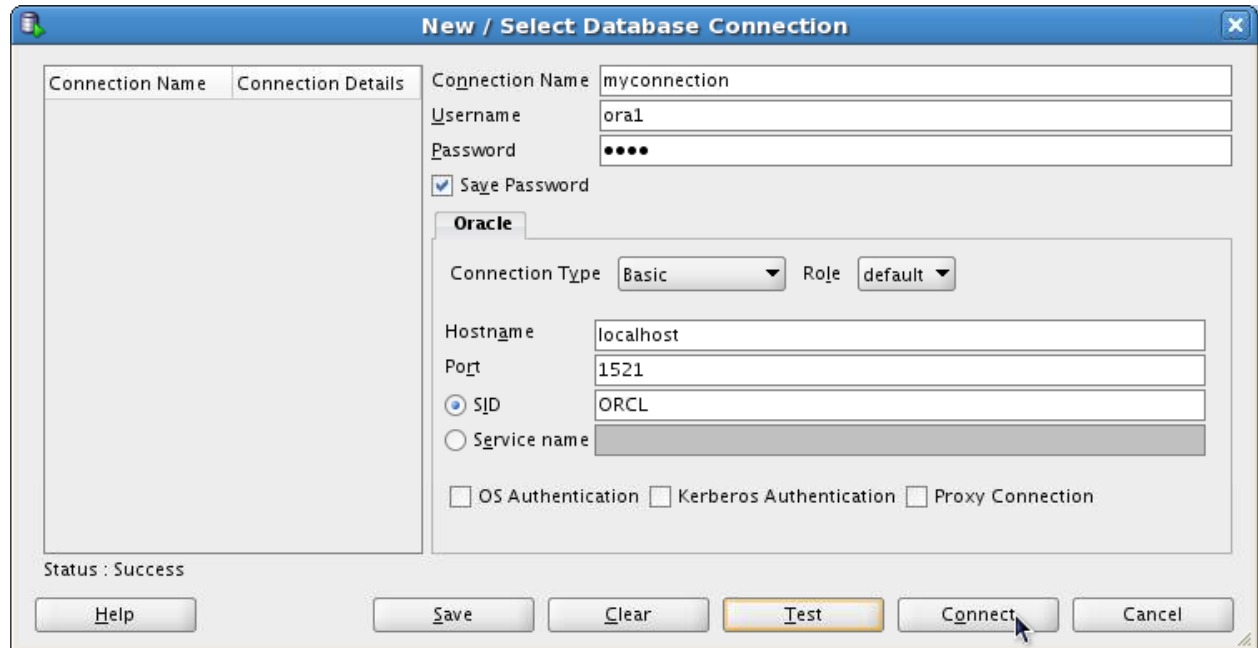 New / Select Database Connection
Connection Name Connection Details
Connection Name myconnection
Username ora1
Password ••••
Save Password
Oracle
Connection Type Basic Role default
Hostname localhost
Port 1521
SID ORCL
Service name
OS Authentication Kerberos Authentication Proxy Connection
Status : Success
Help Save Clear Test Connect Cancel